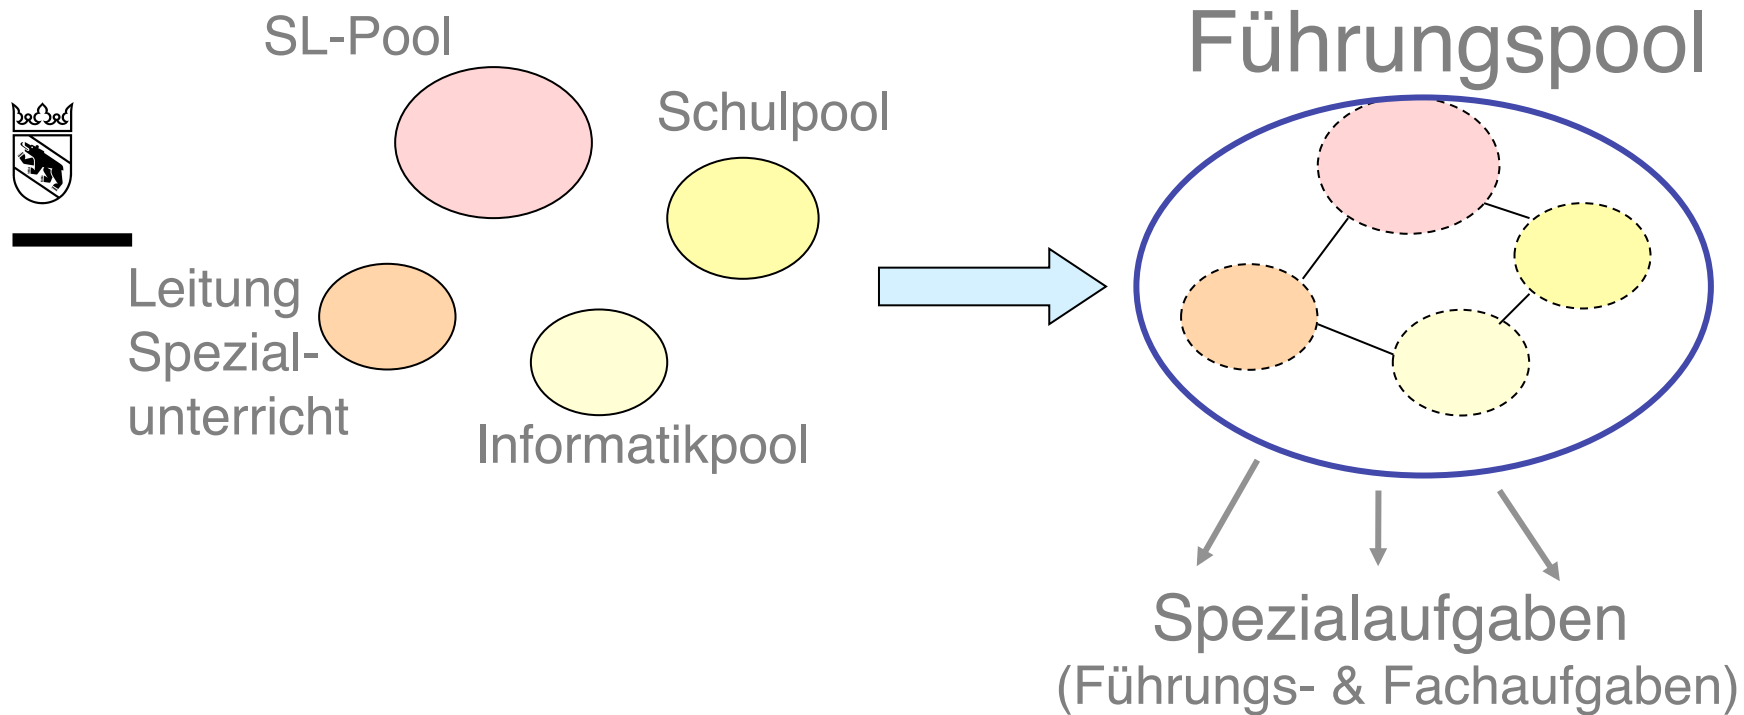 SL-Pool
Schulpool
Leitung
Spezial-
unterricht
Informatikpool
Führungspool
Spezialaufgaben
(Führungs- & Fachaufgaben)